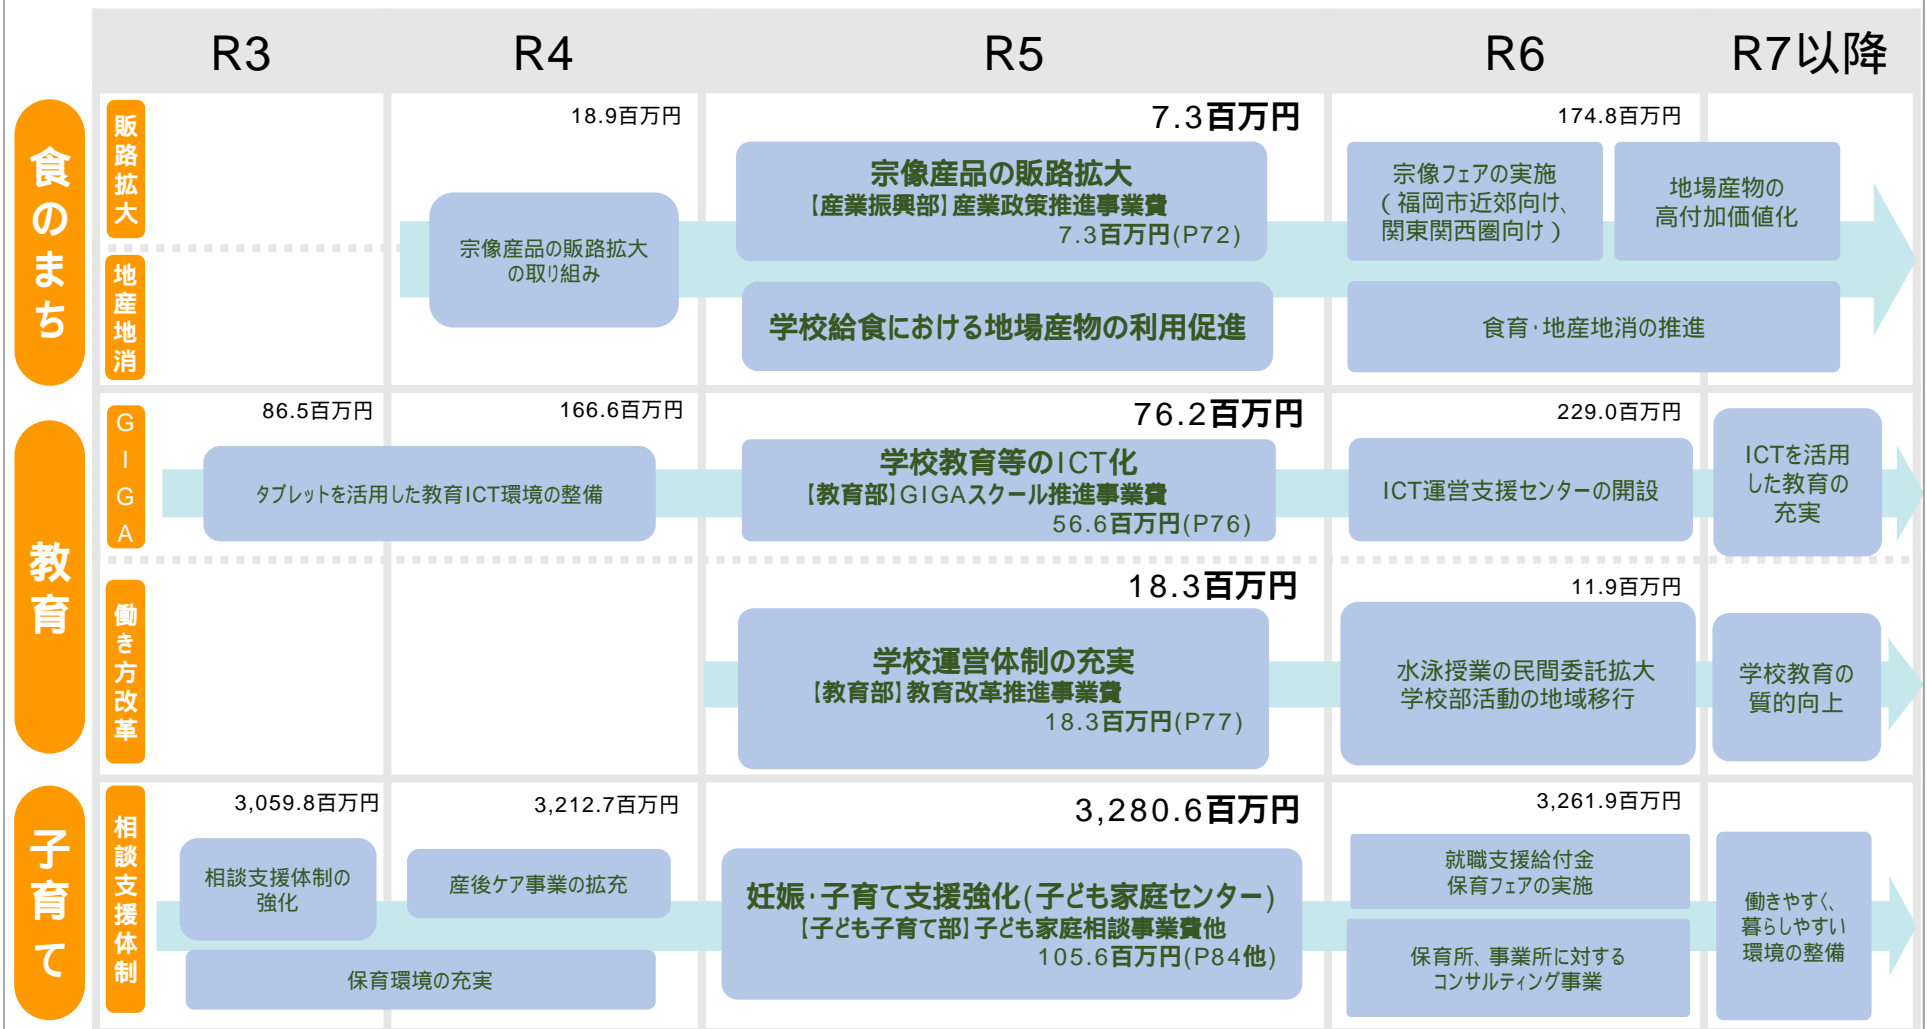 R3
R4
R5
R6
R7以降
食のまち
販路拡大
18.9百万円
7.3百万円
174.8百万円
宗像産品の販路拡大
の取り組み
宗像産品の販路拡大
【産業振興部】産業政策推進事業費
7.3百万円(P72)
宗像フェアの実施
(福岡市近郊向け、
関東関西圏向け)
地場産物の
高付加価値化
地産地消
学校給食における地場産物の利用促進
食育・地産地消の推進
教育
GIGA
86.5百万円
166.6百万円
76.2百万円
229.0百万円
タブレットを活用した教育ICT環境の整備
学校教育等のICT化
【教育部】GIGAスクール推進事業費
56.6百万円(P76)
ICT運営支援センターの開設
ICTを活用
した教育の
充実
働き方改革
18.3百万円
11.9百万円
学校運営体制の充実
【教育部】教育改革推進事業費
18.3百万円(P77)
水泳授業の民間委託拡大
学校部活動の地域移行
学校教育の
質的向上
子育て
相談支援体制
3,059.8百万円
3,212.7百万円
3,280.6百万円
3,261.9百万円
相談支援体制の
強化
産後ケア事業の拡充
保育環境の充実
妊娠・子育て支援強化(子ども家庭センター)
【子ども子育て部】子ども家庭相談事業費他
105.6百万円(P84他)
就職支援給付金
保育フェアの実施
保育所、事業所に対する
コンサルティング事業
働きやすく、
暮らしやすい
環境の整備